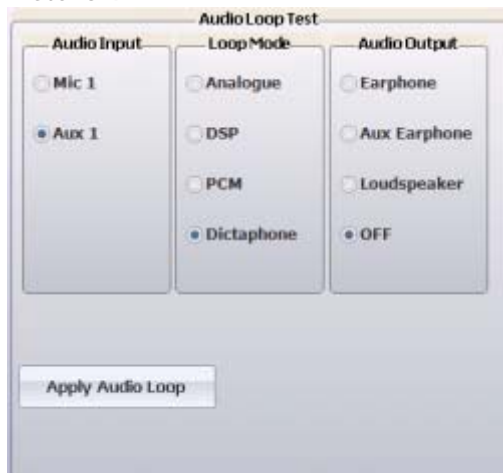 Audio Loop Test
Audio Input
Mic 1
Aux 1
Loop Mode
Analogue
DSP
PCM
Dictaphone
Audio Output
Earphone
Aux Earphone
Loudspeaker
OFF
Apply Audio Loop